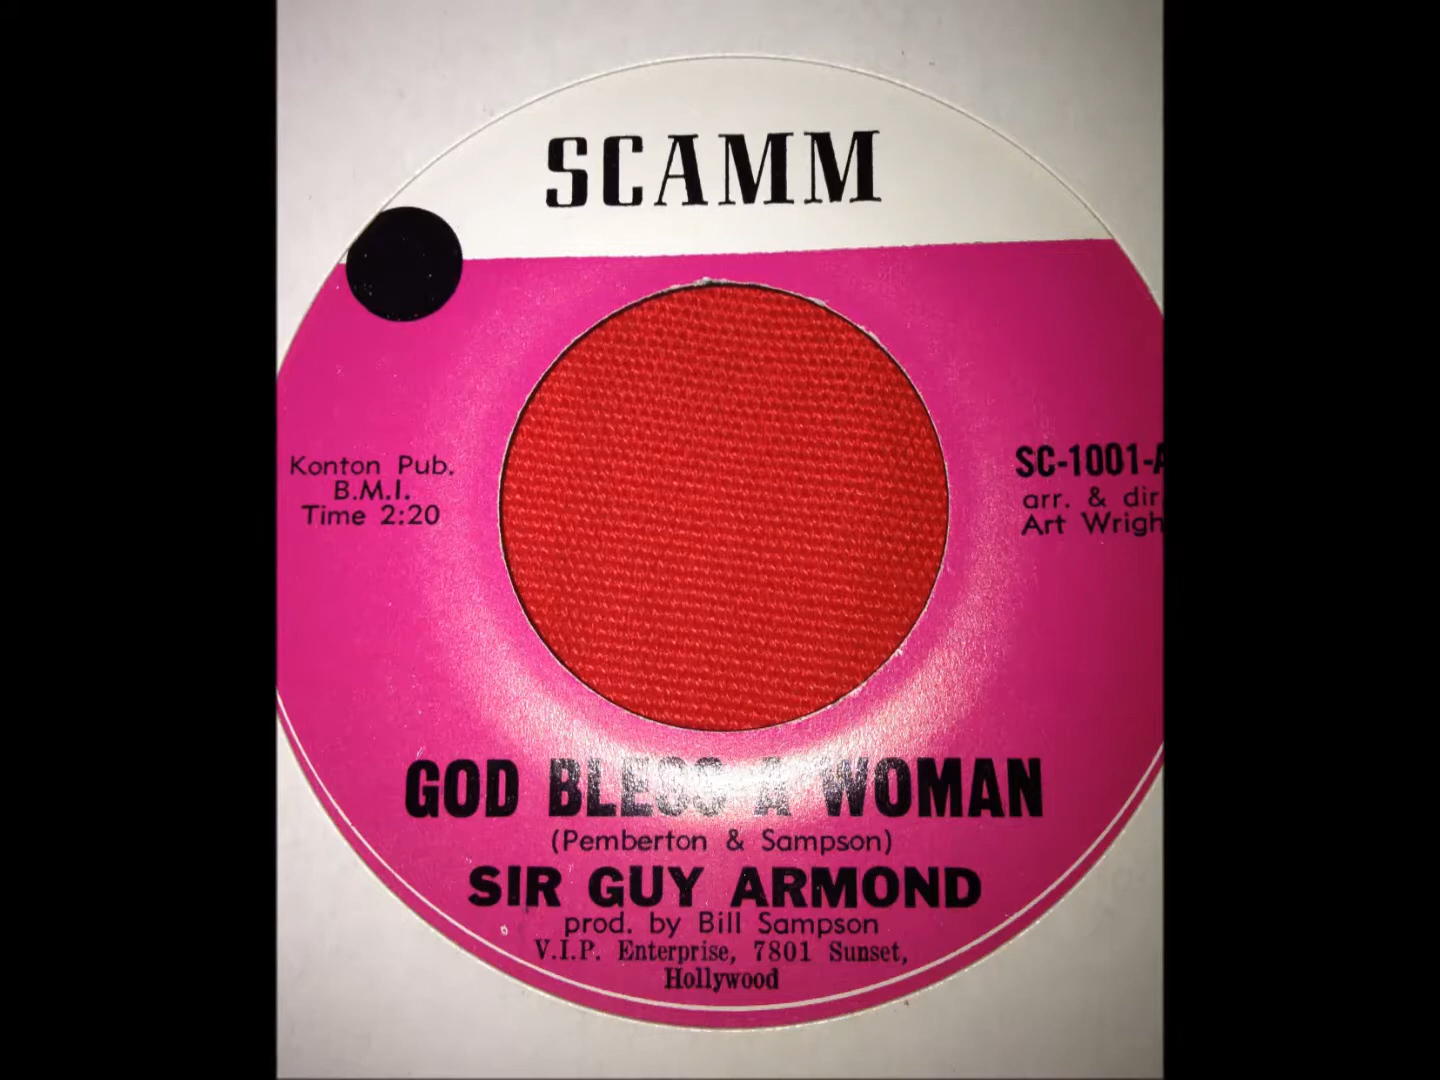 SCAMM
Konton Pub.
B.M.I.
Time 2:20
SC-1001-A
arr. & dir
Art Wrigh
GOD BLESS A WOMAN
(Pemberton & Sampson)
SIR GUY ARMOND
prod. by Bill Sampson
V.I.P. Enterprise, 7801 Sunset,
Hollywood